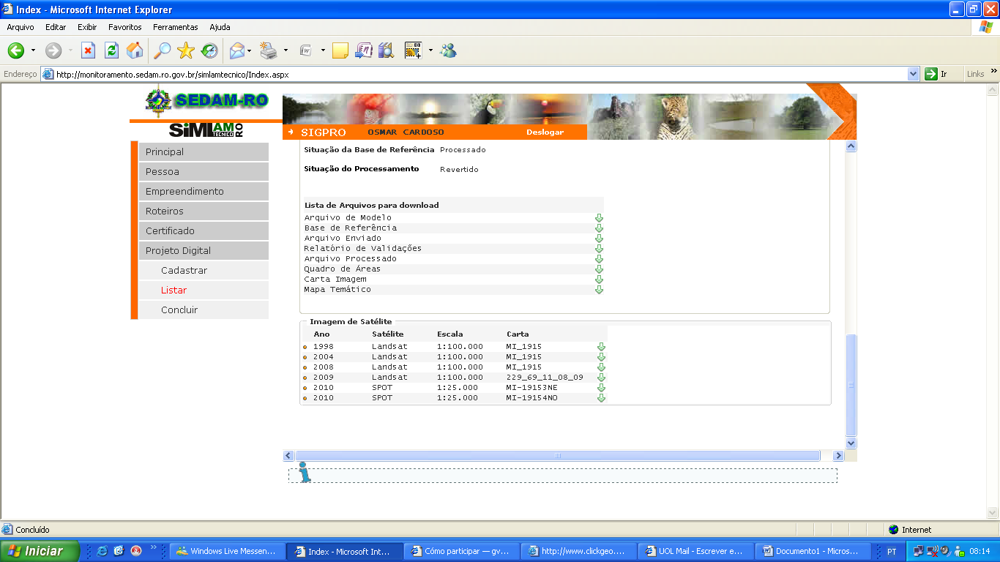 Index - Microsoft Internet Explorer
Arquivo Editar Exibir Favoritos Ferramentas Ajuda
Endereço http://monitoramento.sedam.ro.gov.br/simlamtecnico/Index.aspx Ir Links »
SEDAM-RO
SiMLAM TÉCNICO RO
SIGPRO OSMAR CARDOSO Deslogar
Principal
Pessoa
Empreendimento
Roteiros
Certificado
Projeto Digital
Cadastrar
Listar
Concluir
Situação da Base de Referência Processado
Situação do Processamento Revertido
Lista de Arquivos para download
Arquivo de Modelo
Base de Referência
Arquivo Enviado
Relatório de Validações
Arquivo Processado
Quadro de Áreas
Carta Imagem
Mapa Temático
Imagem de Satélite
Ano Satélite Escala Carta
1998 Landsat 1:100.000 MI_1915
2004 Landsat 1:100.000 MI_1915
2008 Landsat 1:100.000 MI_1915
2009 Landsat 1:100.000 229_69_11_08_09
2010 SPOT 1:25.000 MI-19153NE
2010 SPOT 1:25.000 MI-19154NO
Concluído Internet
Iniciar » Windows Live Messen... Index - Microsoft Int... Cómo participar — gv... http://www.clickgeo.... UOL Mail - Escrever e... Documento1 - Micros... PT 08:14